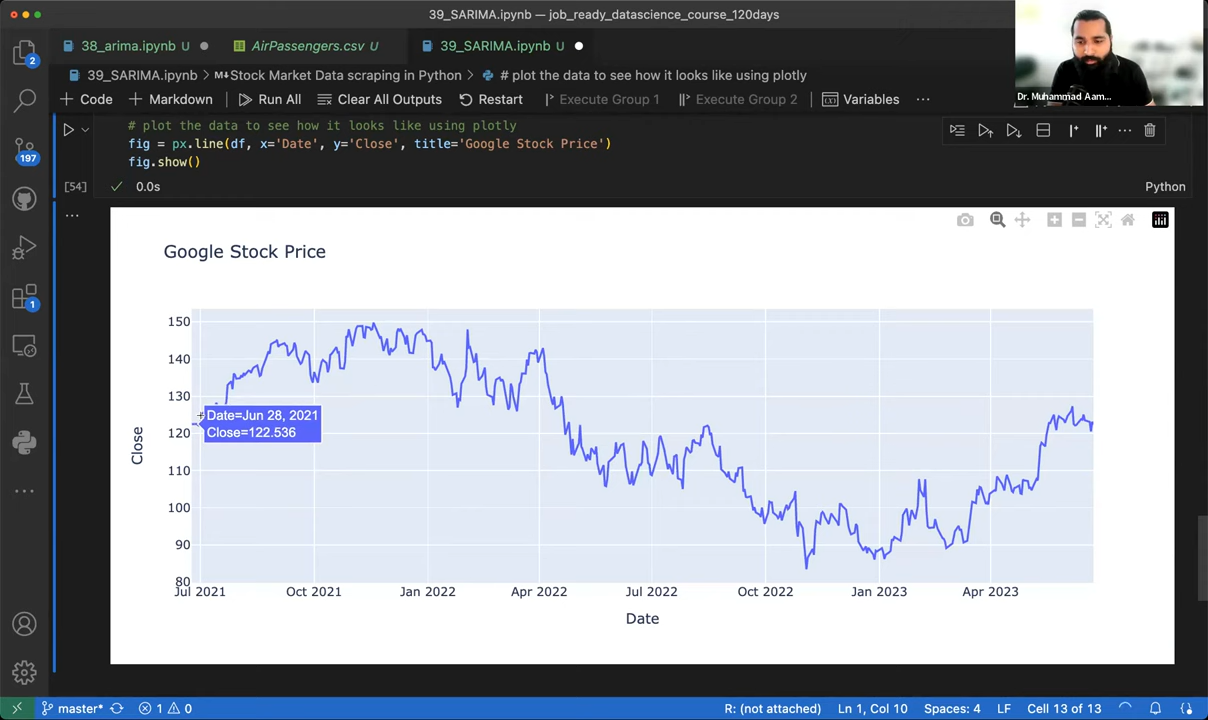 39_SARIMA.ipynb — job_ready_datascience_course_120days
38_arima.ipynb U
AirPassengers.csv U
39_SARIMA.ipynb U
39_SARIMA.ipynb > M↓Stock Market Data scraping in Python > # plot the data to see how it looks like using plotly
+ Code + Markdown Run All Clear All Outputs Restart Execute Group 1 Execute Group 2 Variables ...
Dr. Muhammad Aam...
# plot the data to see how it looks like using plotly
fig = px.line(df, x='Date', y='Close', title='Google Stock Price')
fig.show()
[54] 0.0s Python
Google Stock Price
150
140
130
120
110
100
90
80
Close
Date=Jun 28, 2021
Close=122.536
Jul 2021 Oct 2021 Jan 2022 Apr 2022 Jul 2022 Oct 2022 Jan 2023 Apr 2023
Date
2
197
1
master* 1 0 R: (not attached) Ln 1, Col 10 Spaces: 4 LF Cell 13 of 13